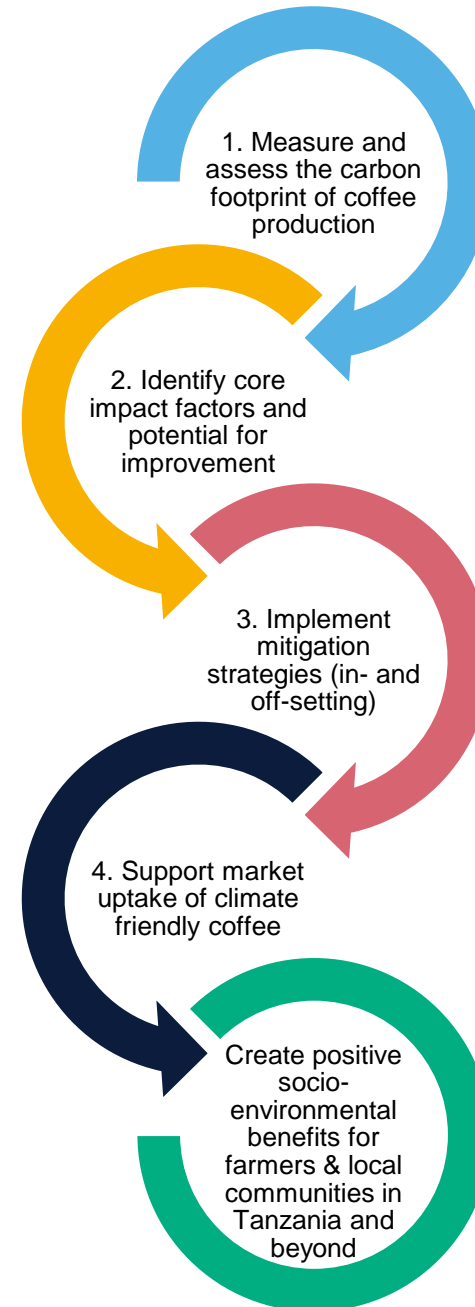 1. Measure and
assess the carbon
footprint of coffee
production
2. Identify core
impact factors and
potential for
improvement
3. Implement
mitigation
strategies (in- and
off-setting)
4. Support market
uptake of climate
friendly coffee
Create positive
socio-
environmental
benefits for
farmers & local
communities in
Tanzania and
beyond